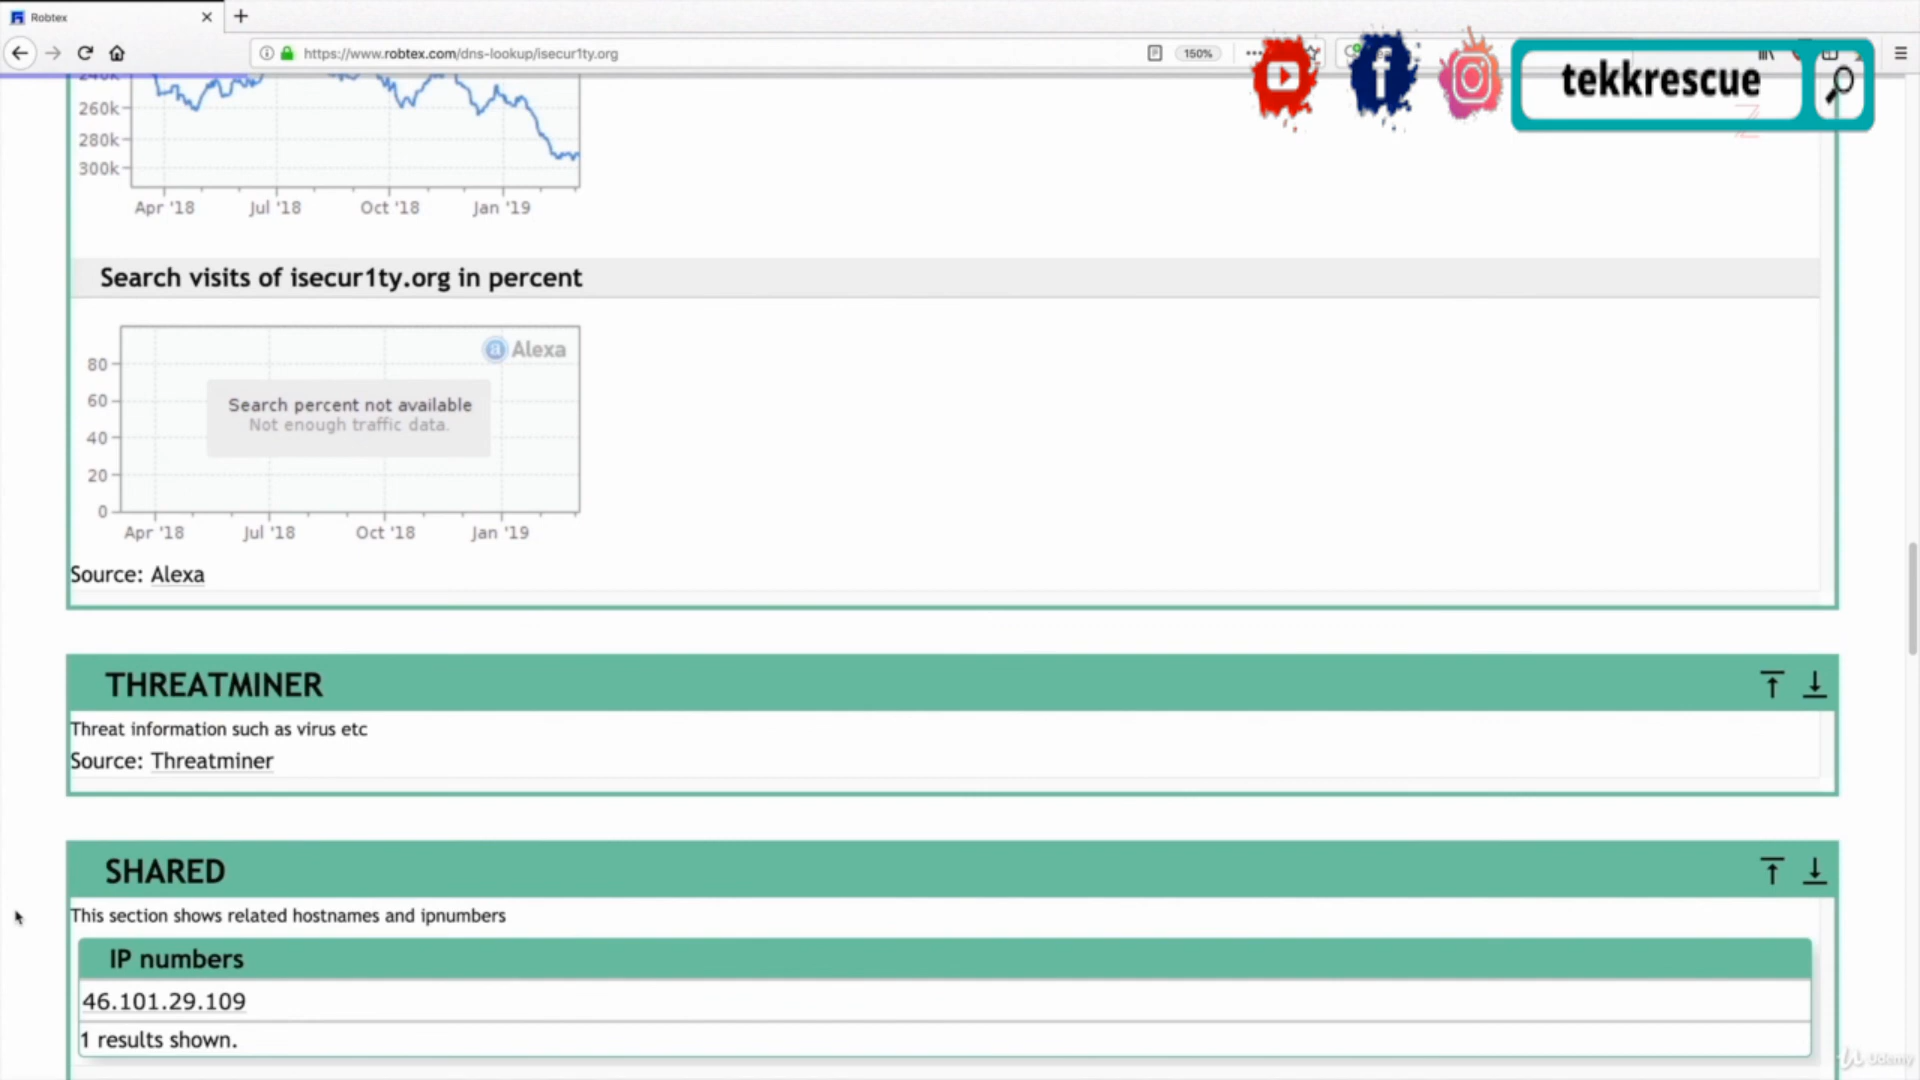 Robtex
https://www.robtex.com/dns-lookup/isecur1ty.org
150%
tekkrescue
240k
260k
280k
300k
Apr '18 Jul '18 Oct '18 Jan '19
Search visits of isecur1ty.org in percent
Alexa
80
60
40
20
0
Search percent not available
Not enough traffic data.
Apr '18 Jul '18 Oct '18 Jan '19
Source: Alexa
THREATMINER
Threat information such as virus etc
Source: Threatminer
SHARED
This section shows related hostnames and ipnumbers
IP numbers
46.101.29.109
1 results shown.
Udemy